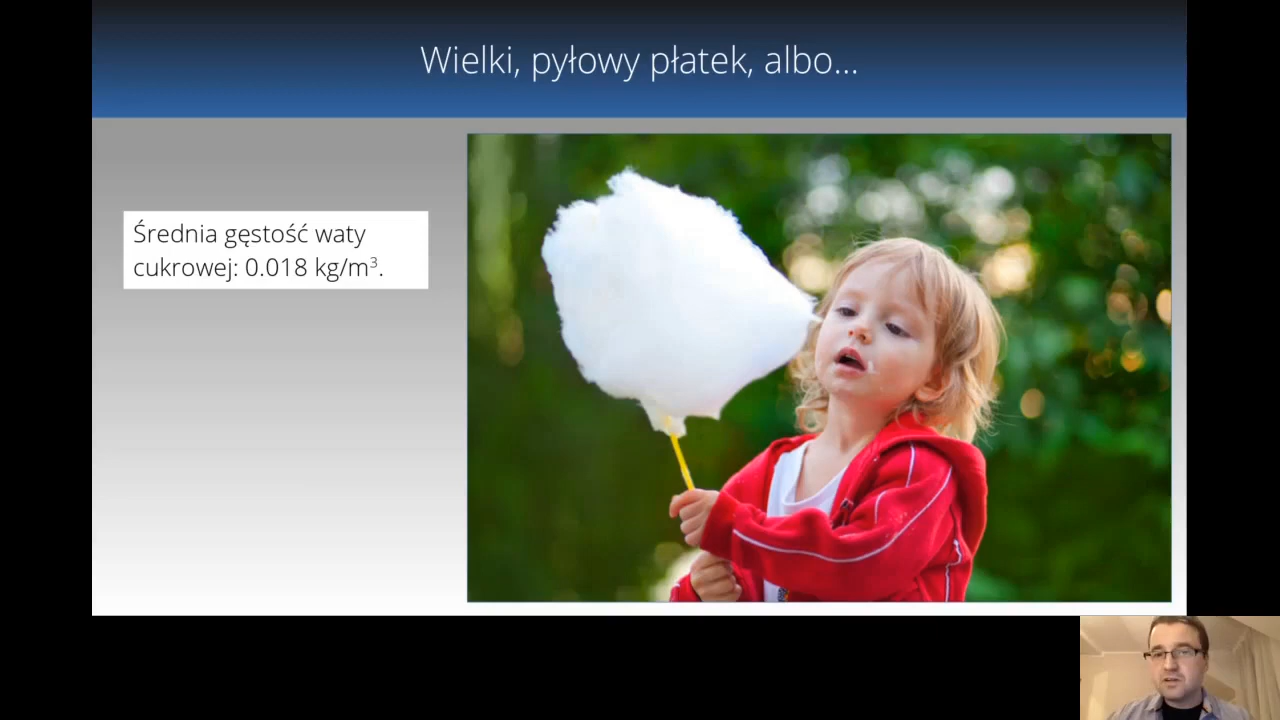 Wielki, pyłowy płatek, albo...
Średnia gęstość waty
cukrowej: 0.018 kg/m³.